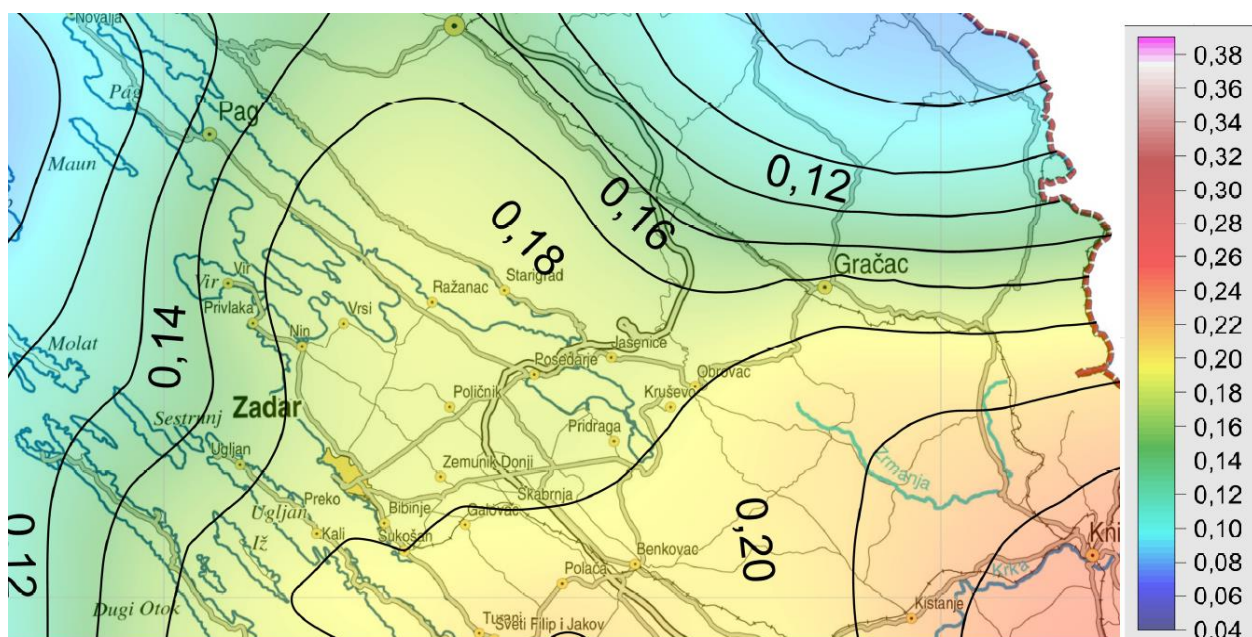 Novalja
Pag
Pag
Maun
0,12
0,16
0,18
Gračac
Vir
Vir
Starigrad
Ražanac
Privlaka
Vrsi
Nin
Molat
0,14
Jasenice
Posedarje
Obrovac
Kruševo
Poličnik
Zadar
Sestrunj
Pridraga
Ugljan
Zemunik Donji
Zrmanja
Preko
Škabrnja
Ugljan
Bibinje
Galovac
Kali
Sukošan
Iž
0,12
0,20
Benkovac
Kni
Krka
Polača
Dugi Otok
Kistanje
Turanj
Sveti Filip i Jakov
0,38
0,36
0,34
0,32
0,30
0,28
0,26
0,24
0,22
0,20
0,18
0,16
0,14
0,12
0,10
0,08
0,06
0,04